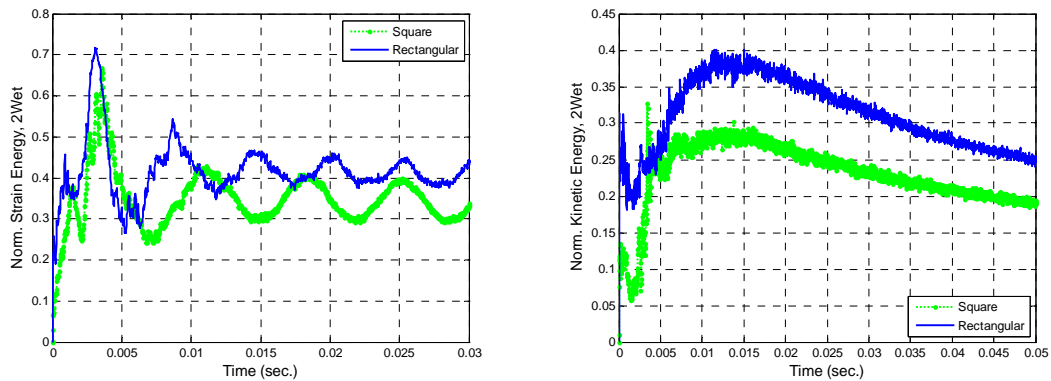 0.8
0.7
0.6
0.5
0.4
0.3
0.2
0.1
0
Norm. Strain Energy, 2Wet
Square
Rectangular
0 0.005 0.01 0.015 0.02 0.025 0.03
Time (sec.)
0.45
0.4
0.35
0.3
0.25
0.2
0.15
0.1
0.05
0
Norm. Kinetic Energy, 2Wet
Square
Rectangular
0 0.005 0.01 0.015 0.02 0.025 0.03 0.035 0.04 0.045 0.05
Time (sec.)